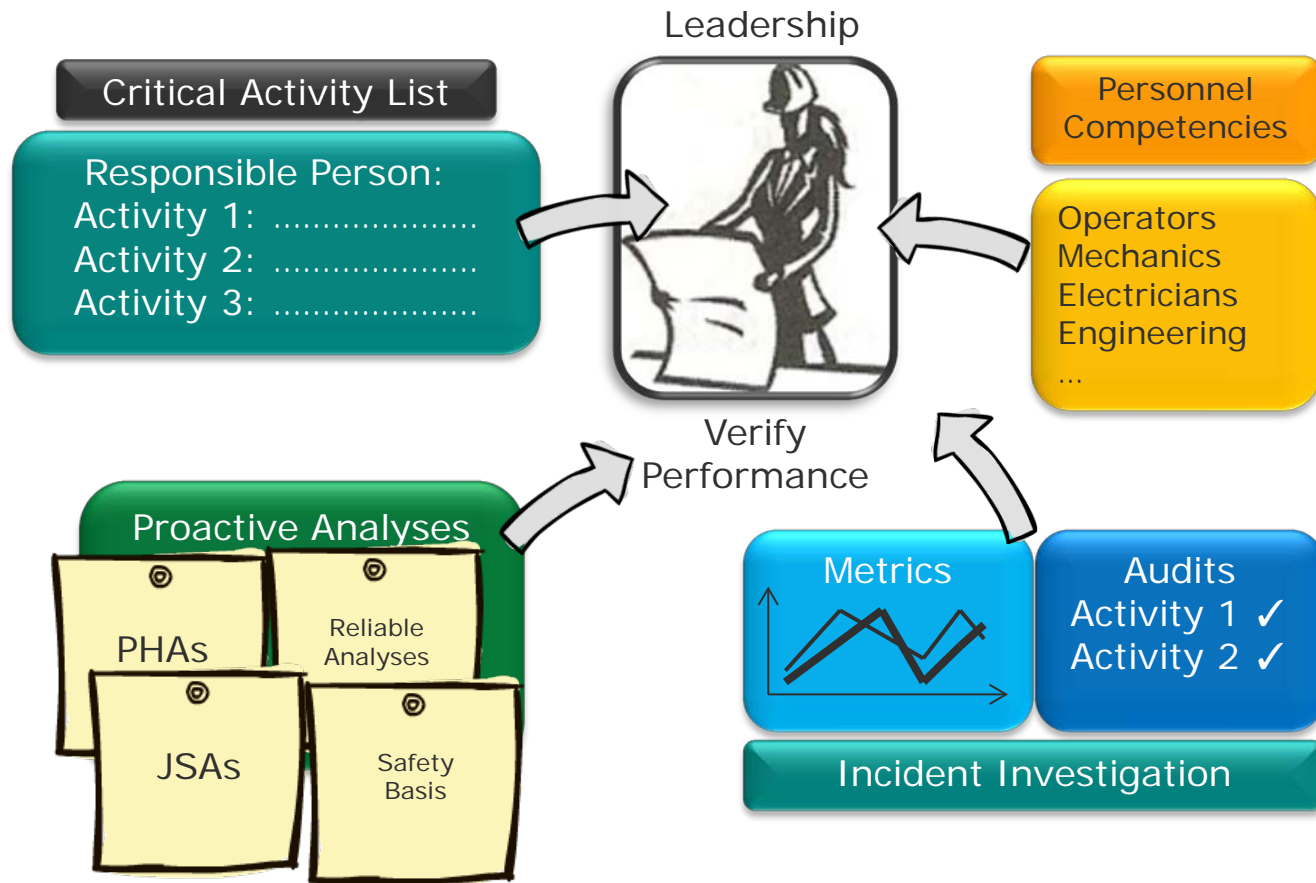 Leadership
Critical Activity List
Responsible Person:
Activity 1: .....................
Activity 2: .....................
Activity 3: .....................
Personnel
Competencies
Operators
Mechanics
Electricians
Engineering
...
Verify
Performance
Proactive Analyses
PHAs
Reliable
Analyses
JSAs
Safety
Basis
Metrics
Audits
Activity 1 ✓
Activity 2 ✓
Incident Investigation